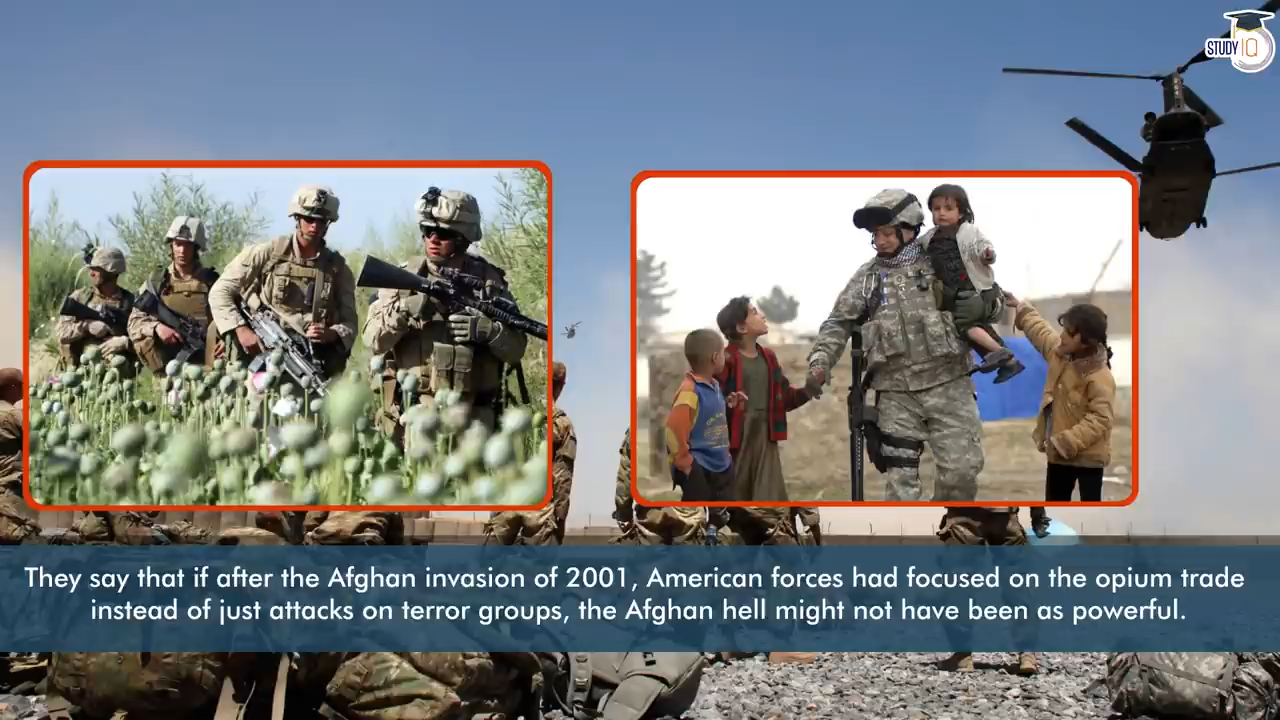 STUDY IQ
They say that if after the Afghan invasion of 2001, American forces had focused on the opium trade
instead of just attacks on terror groups, the Afghan hell might not have been as powerful.